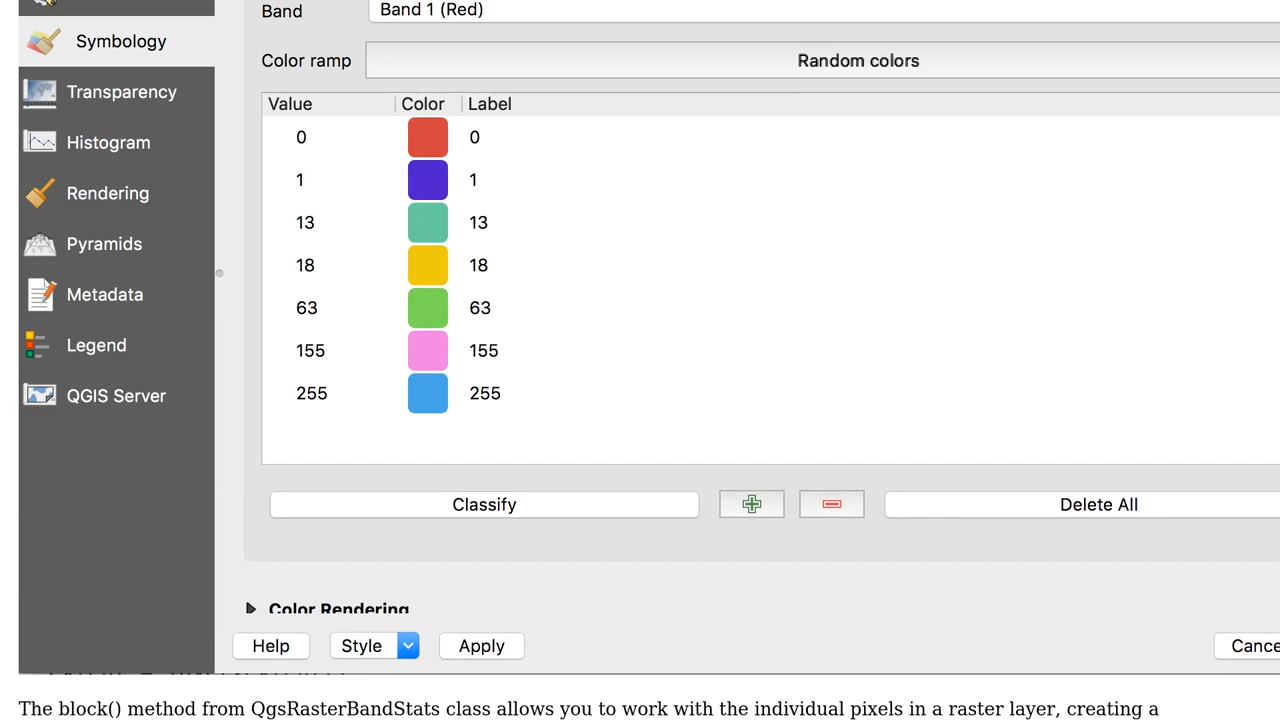 Band Band 1 (Red)
Symbology
Color ramp Random colors
Transparency
Value Color Label
0 0
Histogram
1 1
Rendering
13 13
Pyramids
18 18
Metadata
63 63
Legend
155 155
QGIS Server
255 255
Classify Delete All
Color Rendering
Help Style Apply Cance
The block() method from QgsRasterBandStats class allows you to work with the individual pixels in a raster layer, creating a